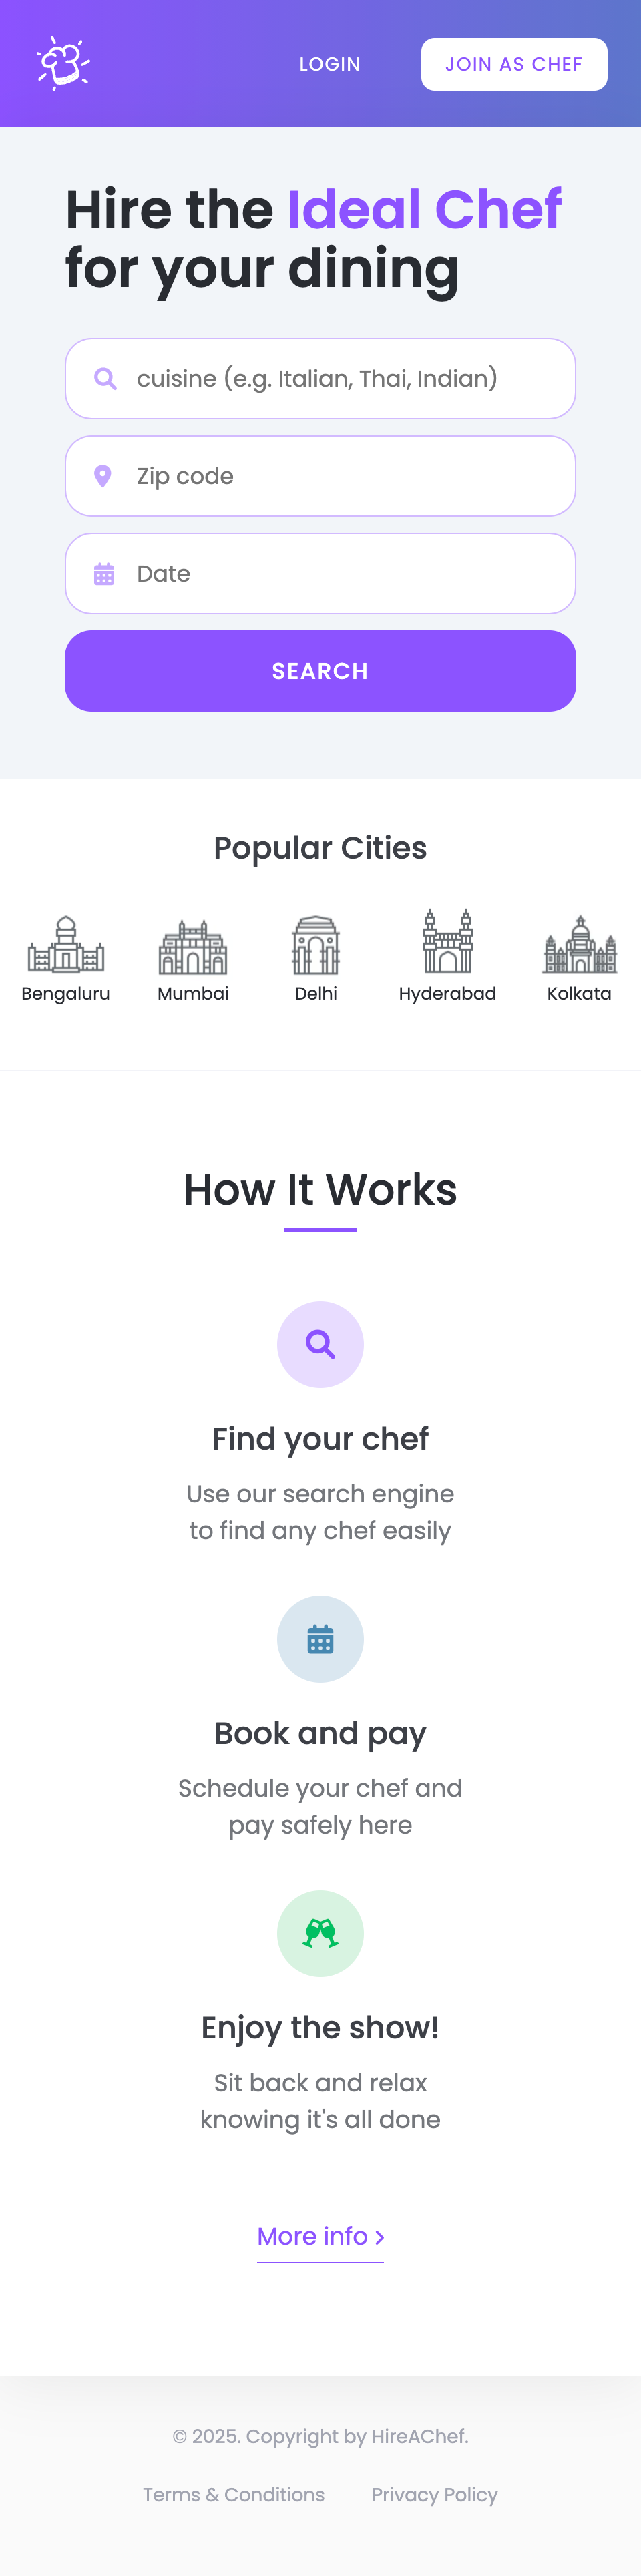 LOGIN
JOIN AS CHEF
Hire the Ideal Chef
for your dining
cuisine (e.g. Italian, Thai, Indian)
Zip code
Date
SEARCH
Popular Cities
Bengaluru
Mumbai
Delhi
Hyderabad
Kolkata
How It Works
Find your chef
Use our search engine
to find any chef easily
Book and pay
Schedule your chef and
pay safely here
Enjoy the show!
Sit back and relax
knowing it's all done
More info
© 2025. Copyright by HireAChef.
Terms & Conditions
Privacy Policy